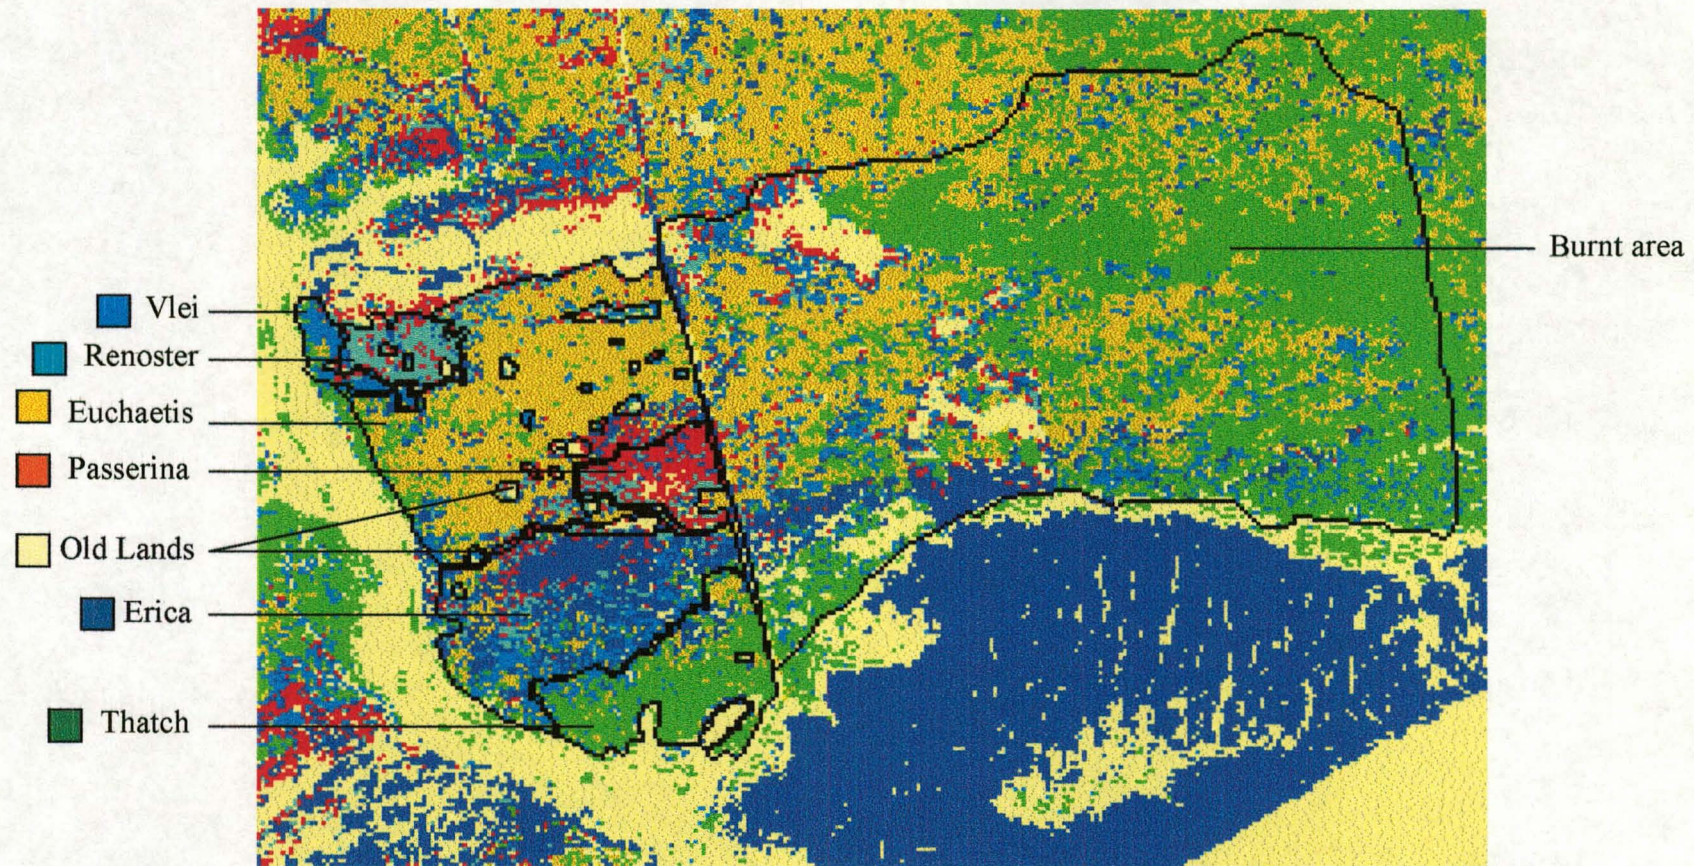 Burnt area
Vlei
Renoster
Euchaetis
Passerina
Old Lands
Erica
Thatch